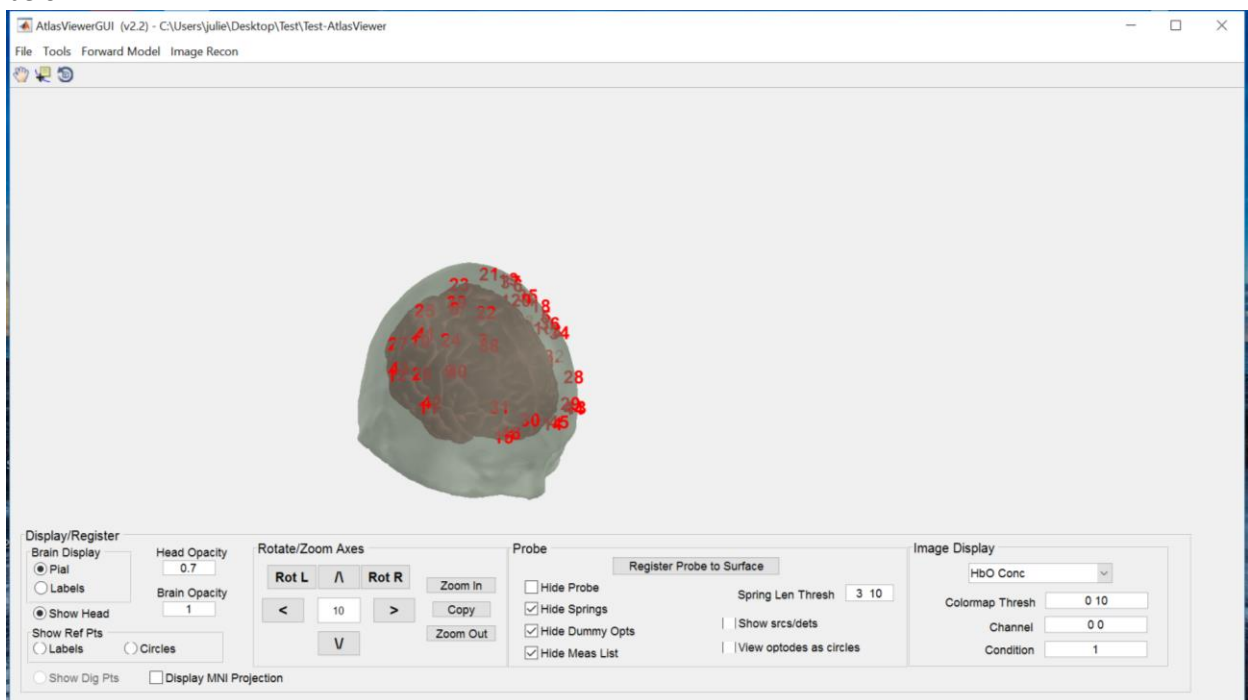 AtlasViewerGUI (v2.2) - C:\Users\julie\Desktop\Test\Test-AtlasViewer
File Tools Forward Model Image Recon
21
23
28
30
Display/Register
Brain Display
Pial
Labels
Show Head
Show Ref Pts
Labels Circles
Show Dig Pts Display MNI Projection
Head Opacity
0.7
Brain Opacity
1
Rotate/Zoom Axes
Rot L /\ Rot R
< 10 >
\/
Zoom In
Copy
Zoom Out
Probe
Register Probe to Surface
Hide Probe
Hide Springs
Hide Dummy Opts
Hide Meas List
Spring Len Thresh 3 10
Show srcs/dets
View optodes as circles
Image Display
HbO Conc
Colormap Thresh 0 10
Channel 0 0
Condition 1